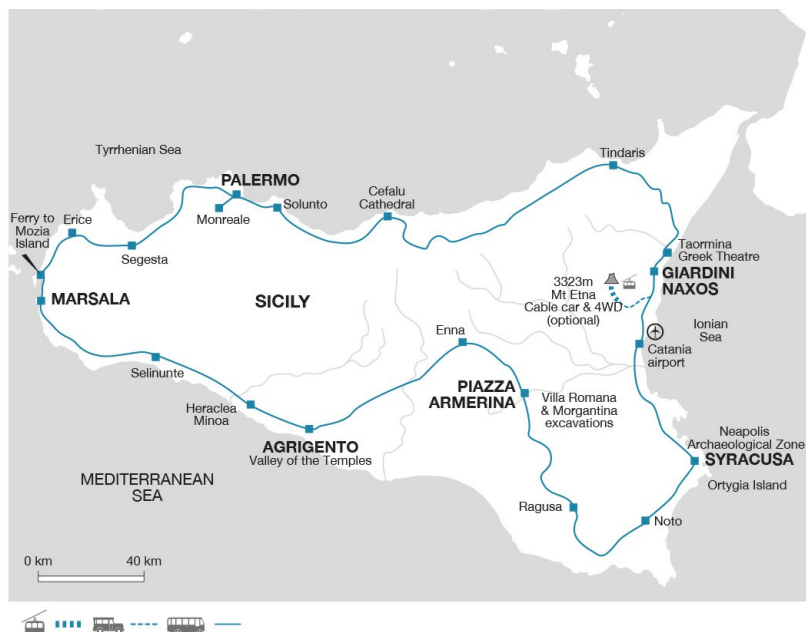 Tyrrhenian Sea
Tindaris
PALERMO
Cefalu
Cathedral
Monreale
Solunto
Ferry to
Mozia
Island
Erice
Segesta
Taormina
Greek Theatre
GIARDINI
NAXOS
3323m
Mt Etna
Cable car & 4WD
(optional)
MARSALA
SICILY
Ionian
Sea
Enna
Catania
airport
Selinunte
PIAZZA
ARMERINA
Villa Romana
& Morgantina
excavations
Heraclea
Minoa
AGRIGENTO
Valley of the Temples
Neapolis
Archaeological Zone
SYRACUSA
Ortygia Island
MEDITERRANEAN
SEA
Ragusa
Noto
0 km
40 km